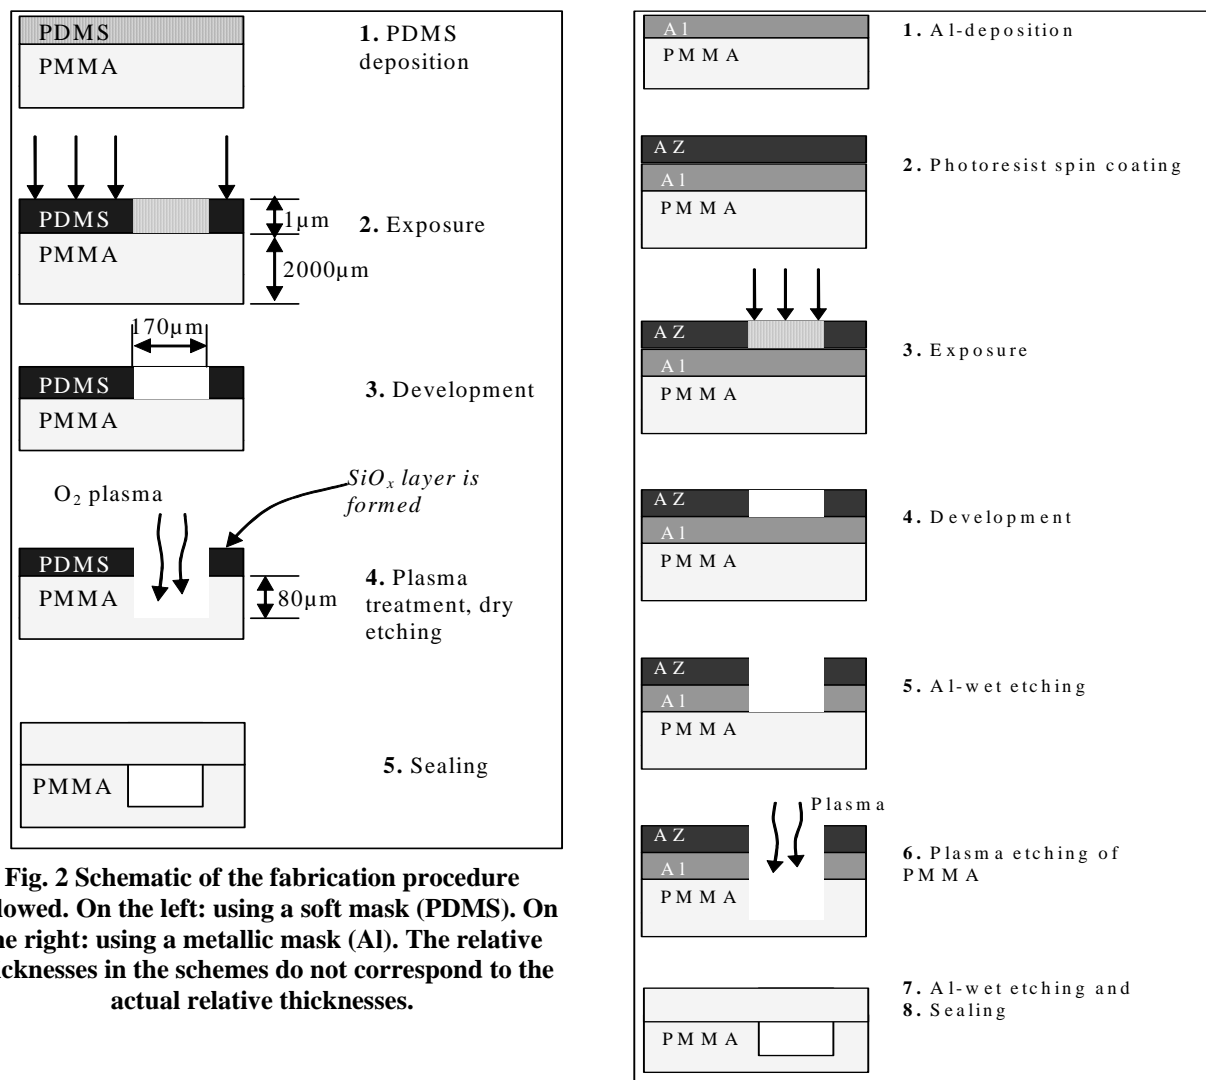 PDMS
PMMA
1. PDMS
deposition
PDMS
PMMA
1µm
2000µm
2. Exposure
170µm
PDMS
PMMA
3. Development
O₂ plasma
SiOₓ layer is
formed
PDMS
PMMA
80µm
4. Plasma
treatment, dry
etching
PMMA
5. Sealing
Fig. 2 Schematic of the fabrication procedure
lowed. On the left: using a soft mask (PDMS). On
e right: using a metallic mask (Al). The relative
cknesses in the schemes do not correspond to the
actual relative thicknesses.
Al
PMMA
1. Al-deposition
AZ
Al
PMMA
2. Photoresist spin coating
AZ
Al
PMMA
3. Exposure
AZ
Al
PMMA
4. Development
AZ
Al
PMMA
5. Al-wet etching
Plasma
AZ
Al
PMMA
6. Plasma etching of
PMMA
PMMA
7. Al-wet etching and
8. Sealing